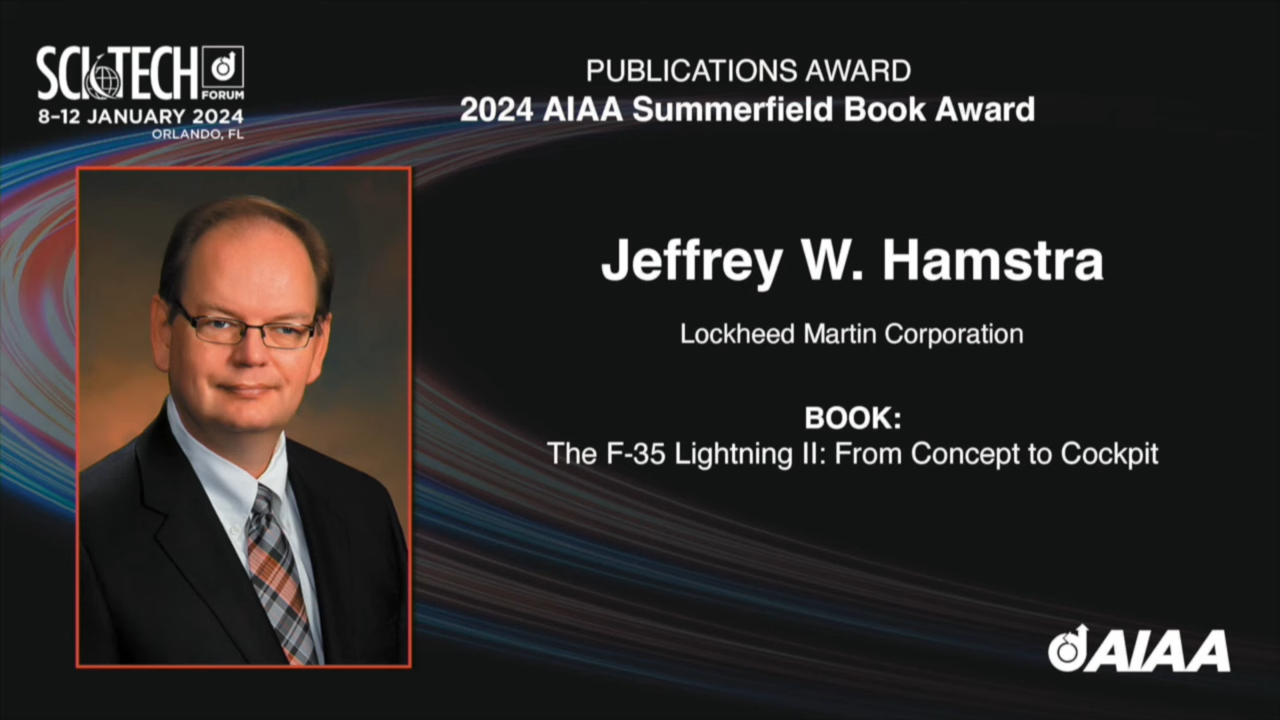 SCITECH
FORUM
8–12 JANUARY 2024
ORLANDO, FL
PUBLICATIONS AWARD
2024 AIAA Summerfield Book Award
Jeffrey W. Hamstra
Lockheed Martin Corporation
BOOK:
The F-35 Lightning II: From Concept to Cockpit
AIAA